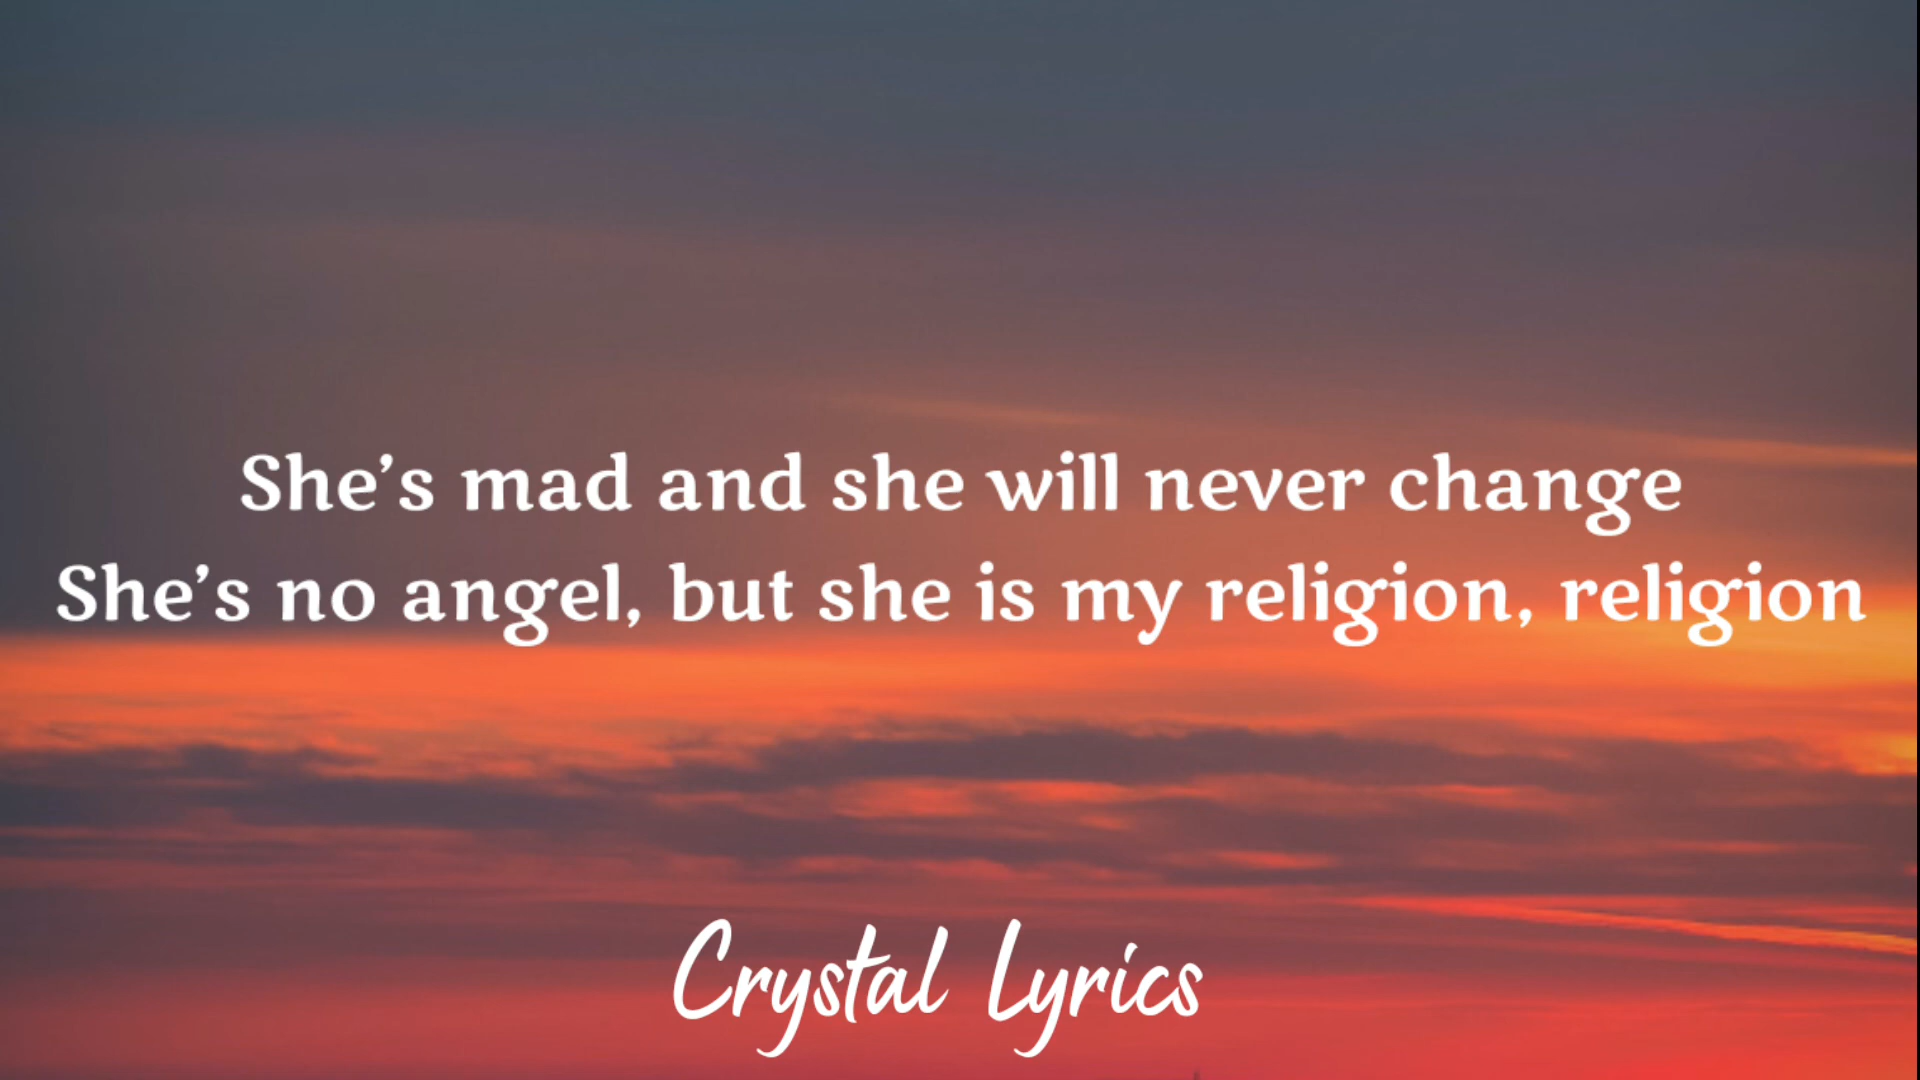 She’s mad and she will never change
She’s no angel, but she is my religion, religion
Crystal Lyrics